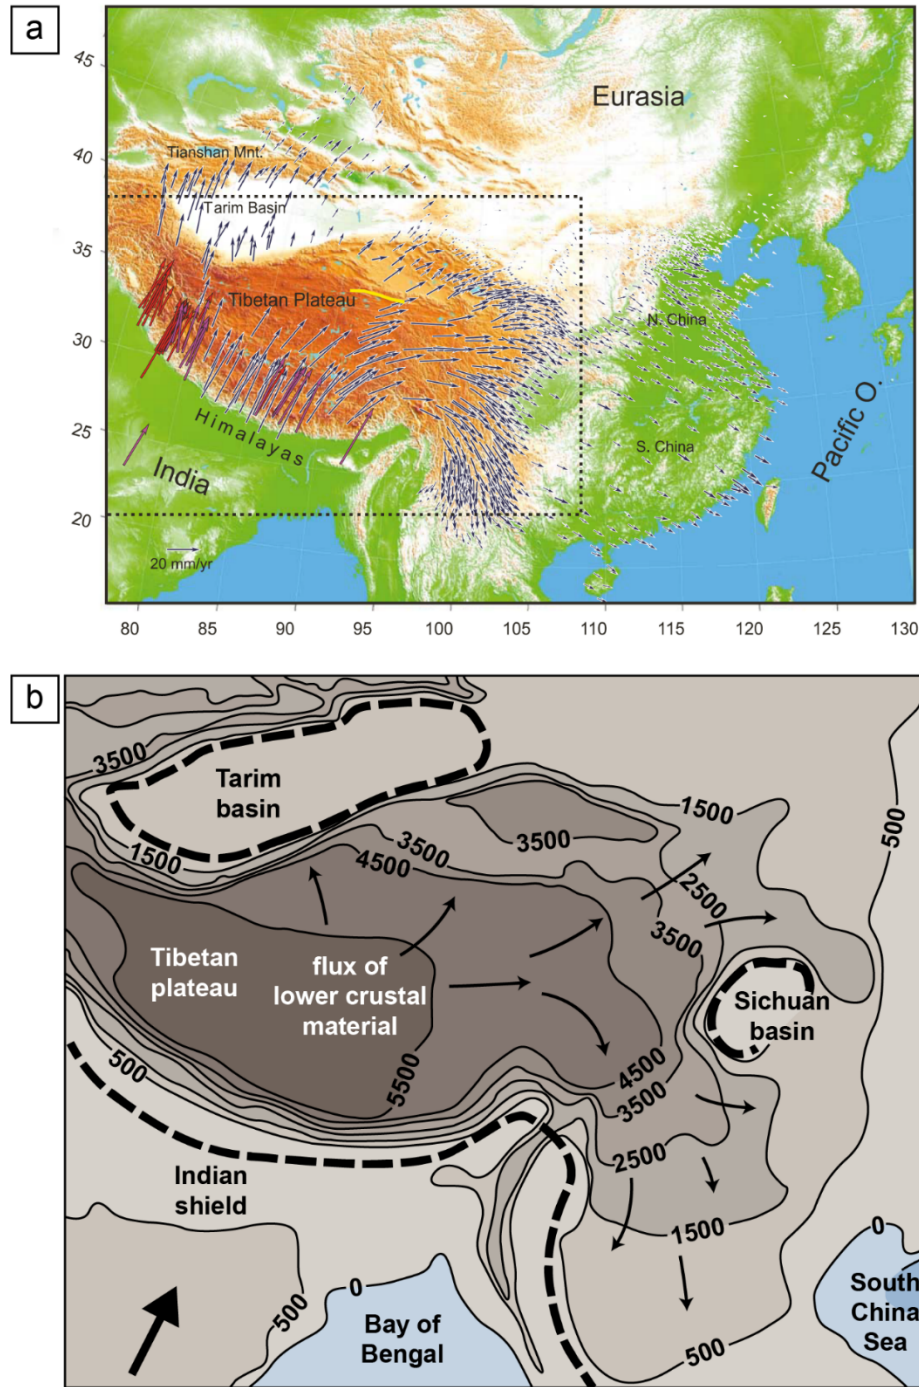 a
Eurasia
Tianshan Mnt.
Tarim Basin
Tibetan Plateau
N. China
Himalayas
S. China
India
Pacific O.
20 mm/yr
45
40
35
30
25
20
80 85 90 95 100 105 110 115 120 125 130
b
3500
Tarim
basin
1500
3500
4500
3500
1500
500
2500
3500
Tibetan
plateau
flux of
lower crustal
material
Sichuan
basin
500
5500
4500
3500
2500
Indian
shield
1500
0
0
500
Bay of
Bengal
South
China
Sea
500